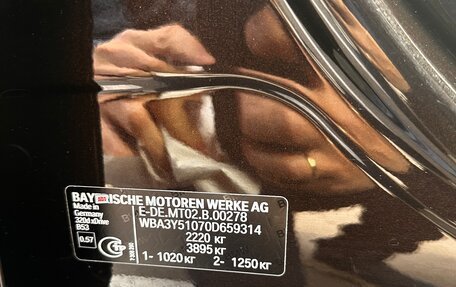 BAYERISCHE MOTOREN WERKE AG
Made in
Germany
320d xDrive
B53
0.57
E-DE.MT02.B.00278
WBA3Y51070D659314
2220 кг
3895 кг
1- 1020 кг 2- 1250 кг